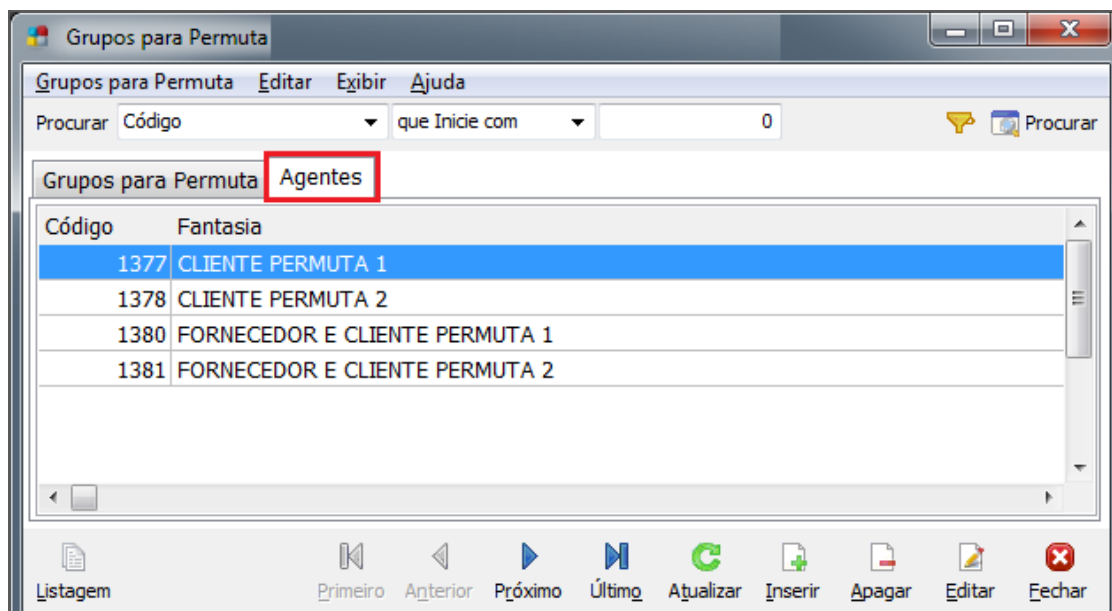 Grupos para Permuta
Grupos para Permuta Editar Exibir Ajuda
Procurar Código que Inicie com 0 Procurar
Grupos para Permuta Agentes
Código Fantasia
1377 CLIENTE PERMUTA 1
1378 CLIENTE PERMUTA 2
1380 FORNECEDOR E CLIENTE PERMUTA 1
1381 FORNECEDOR E CLIENTE PERMUTA 2
Listagem Primeiro Anterior Próximo Último Atualizar Inserir Apagar Editar Fechar